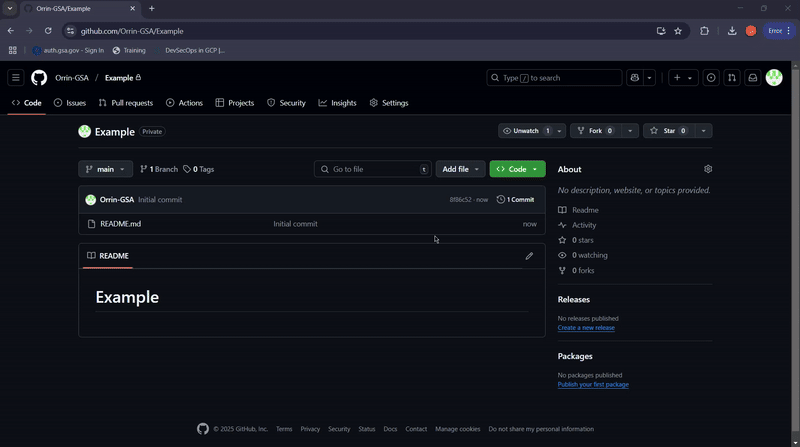 Orrin-GSA/Example
github.com/Orrin-GSA/Example
Error
auth.gsa.gov - Sign In
Training
DevSecOps in GCP |...
Orrin-GSA / Example
Type / to search
Code
Issues
Pull requests
Actions
Projects
Security
Insights
Settings
Example Private
Unwatch 1
Fork 0
Star 0
main
1 Branch
0 Tags
Go to file t
Add file
Code
Orrin-GSA Initial commit 8f86c52 · now 1 Commit
README.md Initial commit now
README
Example
About
No description, website, or topics provided.
Readme
Activity
0 stars
0 watching
0 forks
Releases
No releases published
Create a new release
Packages
No packages published
Publish your first package
© 2025 GitHub, Inc. Terms Privacy Security Status Docs Contact Manage cookies Do not share my personal information